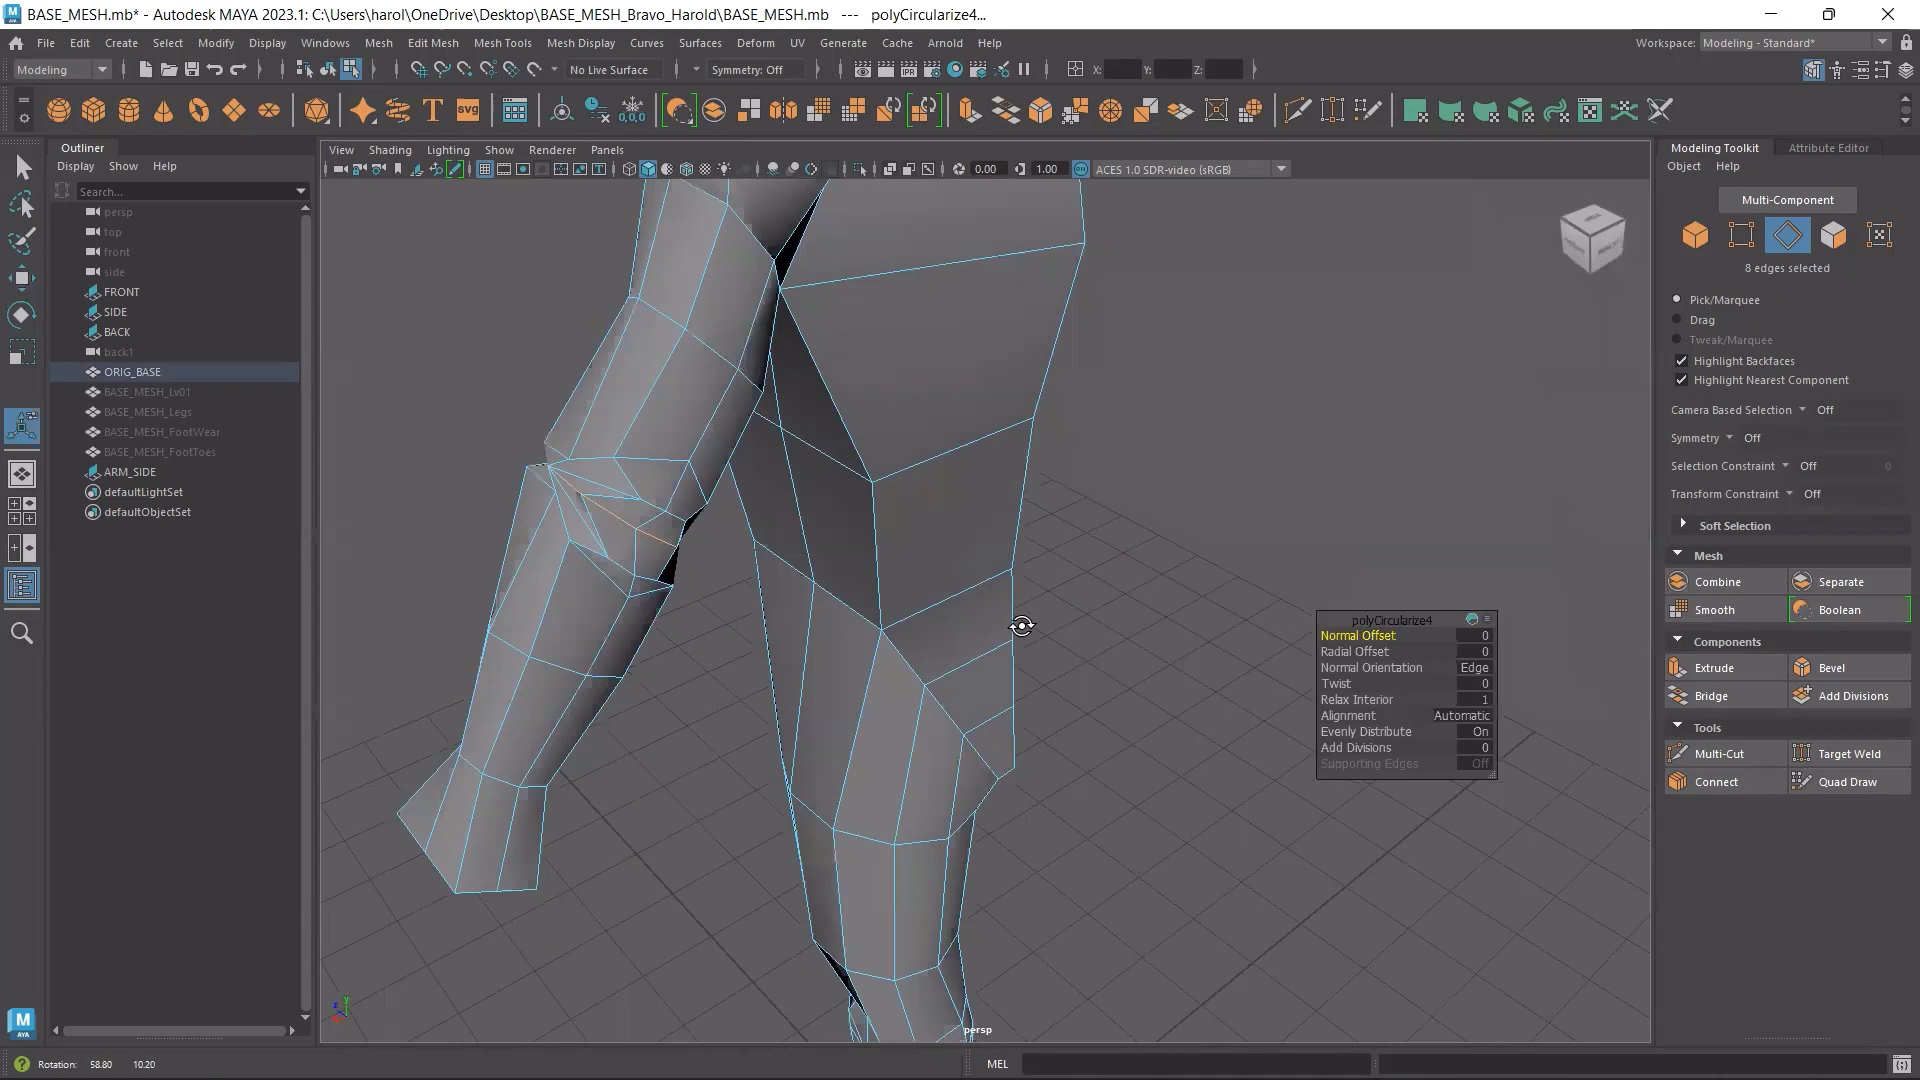 BASE_MESH.mb* - Autodesk MAYA 2023.1: C:\Users\harol\OneDrive\Desktop\BASE_MESH_Bravo_Harold\BASE_MESH.mb --- polyCircularize4...
File Edit Create Select Modify Display Windows Mesh Edit Mesh Mesh Tools Mesh Display Curves Surfaces Deform UV Generate Cache Arnold Help
Workspace: Modeling - Standard*
Modeling
No Live Surface
Symmetry: Off
IPR
X: Y: Z:
T
svg
0,0,0
Outliner
Display Show Help
Search...
persp
top
front
side
FRONT
SIDE
BACK
back1
ORIG_BASE
BASE_MESH_Lv01
BASE_MESH_Legs
BASE_MESH_FootWear
BASE_MESH_FootToes
ARM_SIDE
defaultLightSet
defaultObjectSet
View Shading Lighting Show Renderer Panels
0.00 1.00 ACES 1.0 SDR-video (sRGB)
polyCircularize4
Normal Offset 0
Radial Offset 0
Normal Orientation Edge
Twist 0
Relax Interior 1
Alignment Automatic
Evenly Distribute On
Add Divisions 0
Supporting Edges Off
persp
Modeling Toolkit Attribute Editor
Object Help
Multi-Component
8 edges selected
Pick/Marquee
Drag
Tweak/Marquee
Highlight Backfaces
Highlight Nearest Component
Camera Based Selection Off
Symmetry Off
Selection Constraint Off 0
Transform Constraint Off
Soft Selection
Mesh
Combine Separate
Smooth Boolean
Components
Extrude Bevel
Bridge Add Divisions
Tools
Multi-Cut Target Weld
Connect Quad Draw
M
AYA
Rotation: 58.80 10.20
MEL